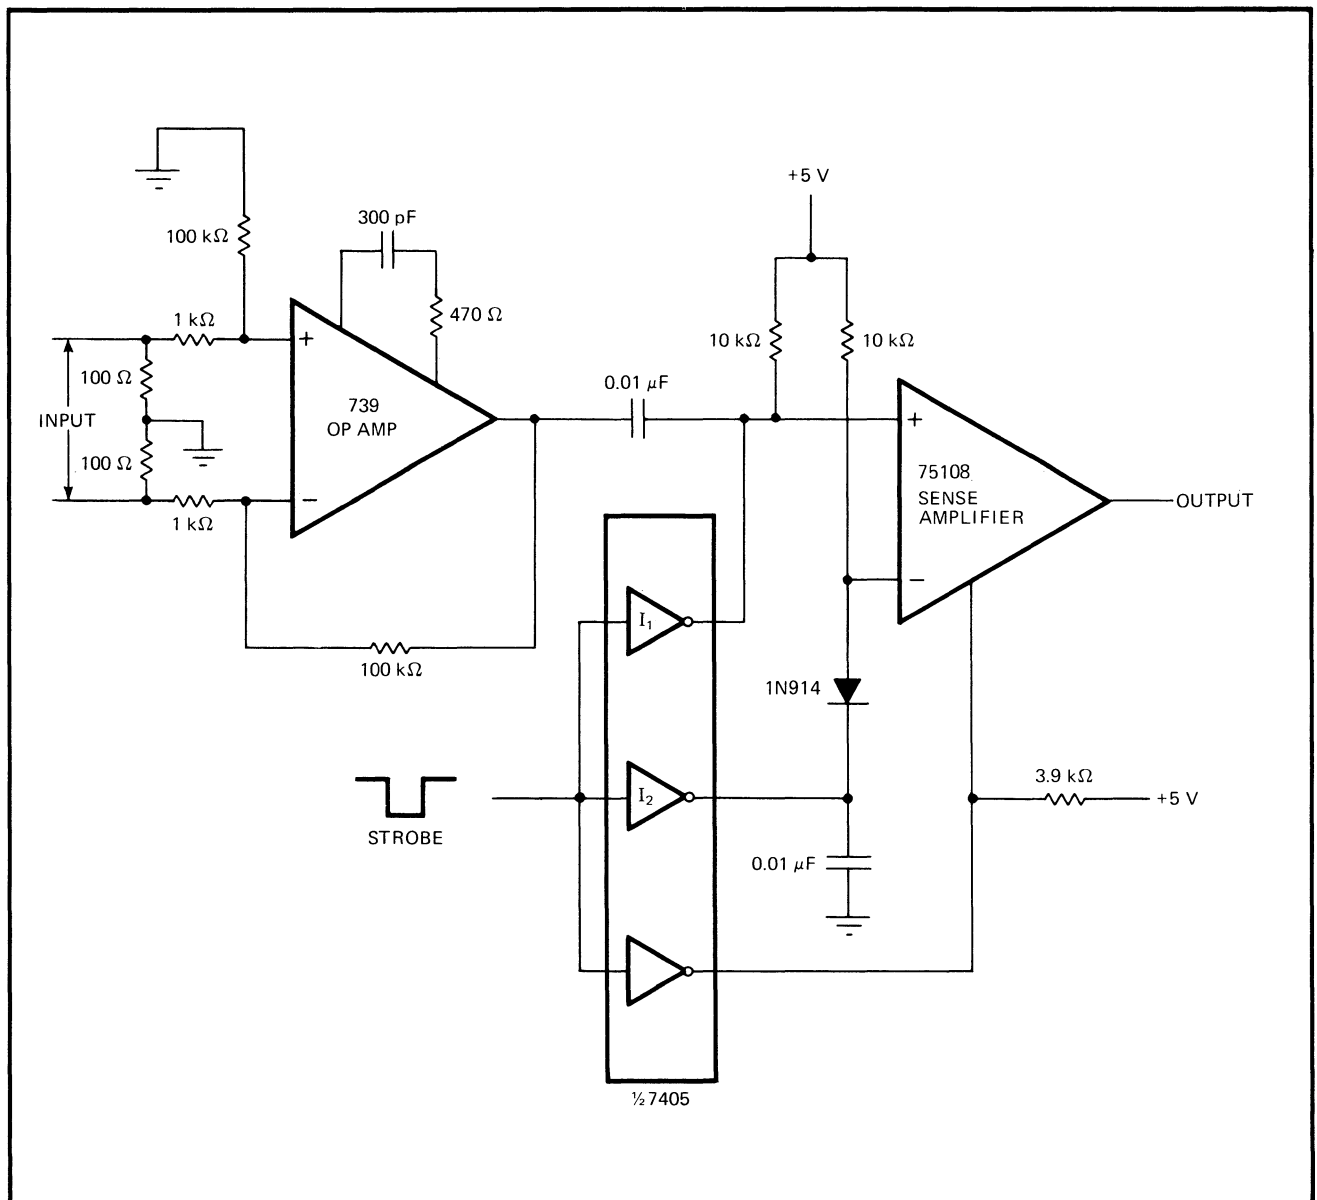 +5 V
300 pF
100 kΩ
470 Ω
1 kΩ
+
10 kΩ
10 kΩ
100 Ω
0.01 μF
739
OP AMP
INPUT
+
100 Ω
75108
SENSE
AMPLIFIER
−
OUTPUT
1 kΩ
−
I₁
100 kΩ
1N914
3.9 kΩ
I₂
+5 V
STROBE
0.01 μF
½ 7405